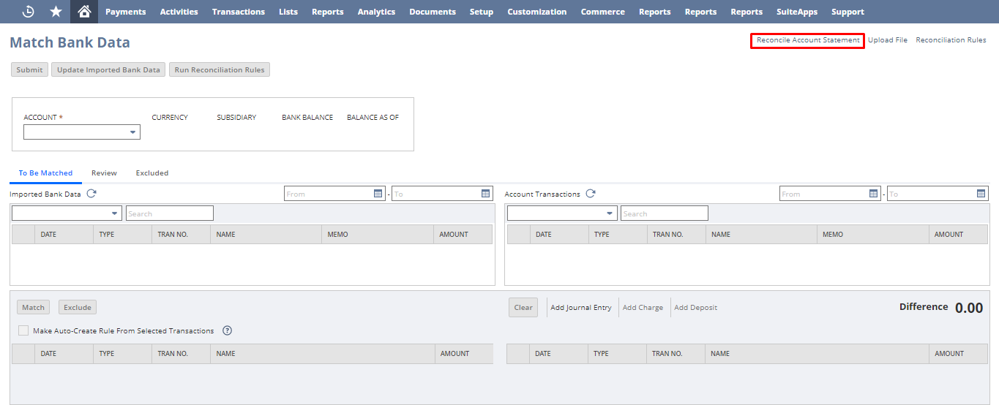 Payments Activities Transactions Lists Reports Analytics Documents Setup Customization Commerce Reports Reports Reports SuiteApps Support
Match Bank Data
Reconcile Account Statement Upload File Reconciliation Rules
Submit Update Imported Bank Data Run Reconciliation Rules
ACCOUNT * CURRENCY SUBSIDIARY BANK BALANCE BALANCE AS OF
To Be Matched Review Excluded
Imported Bank Data From - To Account Transactions From - To
Search Search
DATE TYPE TRAN NO. NAME MEMO AMOUNT DATE TYPE TRAN NO. NAME MEMO AMOUNT
Match Exclude Clear Add Journal Entry Add Charge Add Deposit Difference 0.00
Make Auto-Create Rule From Selected Transactions ?
DATE TYPE TRAN NO. NAME AMOUNT DATE TYPE TRAN NO. NAME AMOUNT